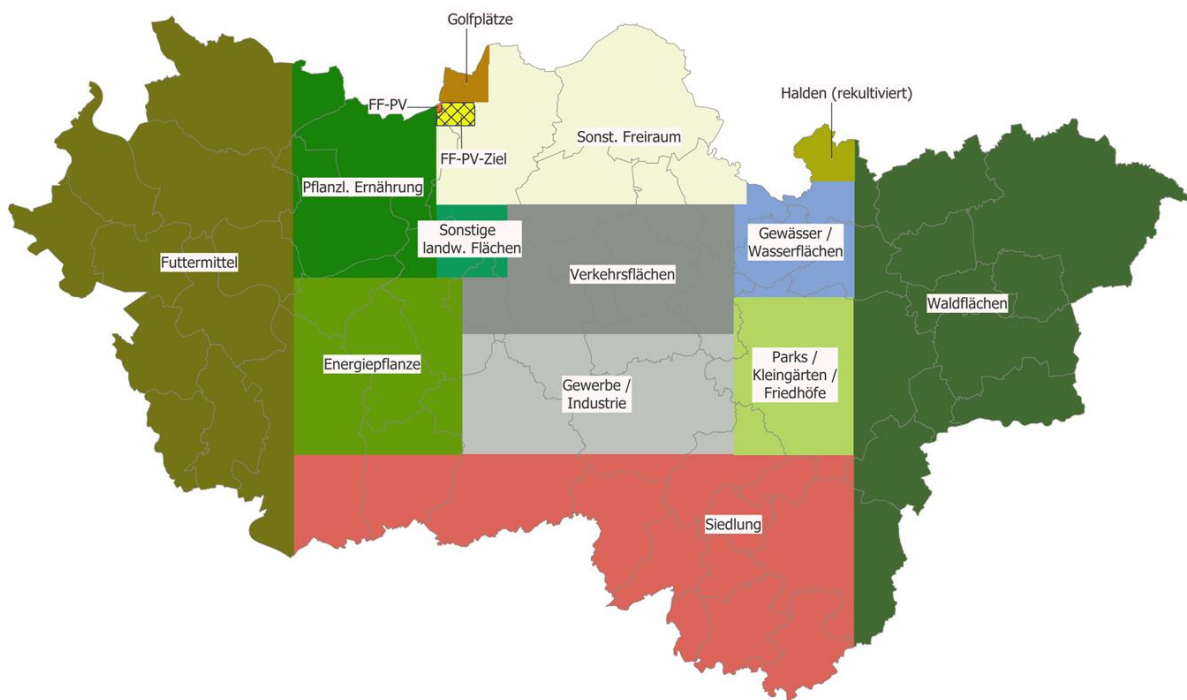 Golfplätze
Halden (rekultiviert)
FF-PV
Sonst. Freiraum
FF-PV-Ziel
Pflanzl. Ernährung
Sonstige
landw. Flächen
Gewässer /
Wasserflächen
Futtermittel
Verkehrsflächen
Waldflächen
Energiepflanze
Parks /
Kleingärten /
Friedhöfe
Gewerbe /
Industrie
Siedlung